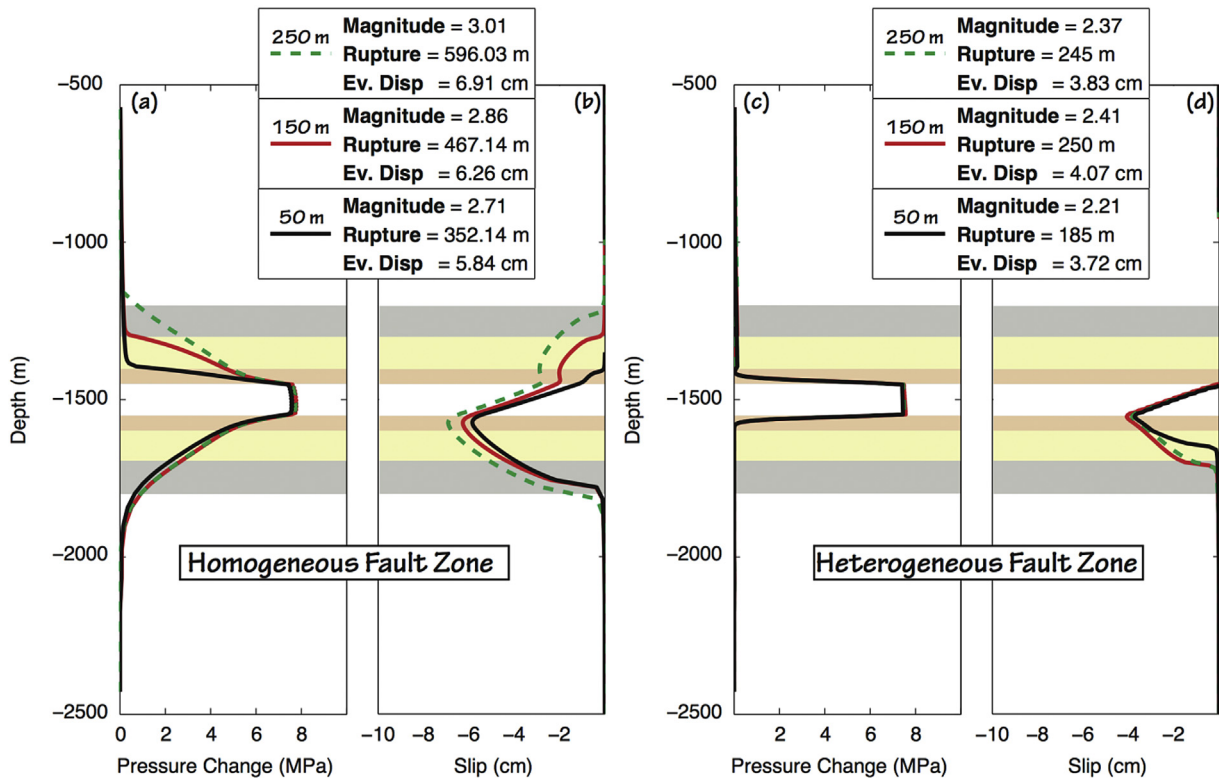 250 m
Magnitude = 3.01
Rupture = 596.03 m
Ev. Disp = 6.91 cm
150 m
Magnitude = 2.86
Rupture = 467.14 m
Ev. Disp = 6.26 cm
50 m
Magnitude = 2.71
Rupture = 352.14 m
Ev. Disp = 5.84 cm
250 m
Magnitude = 2.37
Rupture = 245 m
Ev. Disp = 3.83 cm
150 m
Magnitude = 2.41
Rupture = 250 m
Ev. Disp = 4.07 cm
50 m
Magnitude = 2.21
Rupture = 185 m
Ev. Disp = 3.72 cm
(a)
(b)
(c)
(d)
Depth (m)
−500
−1000
−1500
−2000
−2500
Depth (m)
−500
−1000
−1500
−2000
−2500
Homogeneous Fault Zone
Heterogeneous Fault Zone
0 2 4 6 8
−10 −8 −6 −4 −2
0 2 4 6 8
−10 −8 −6 −4 −2
Pressure Change (MPa)
Slip (cm)
Pressure Change (MPa)
Slip (cm)